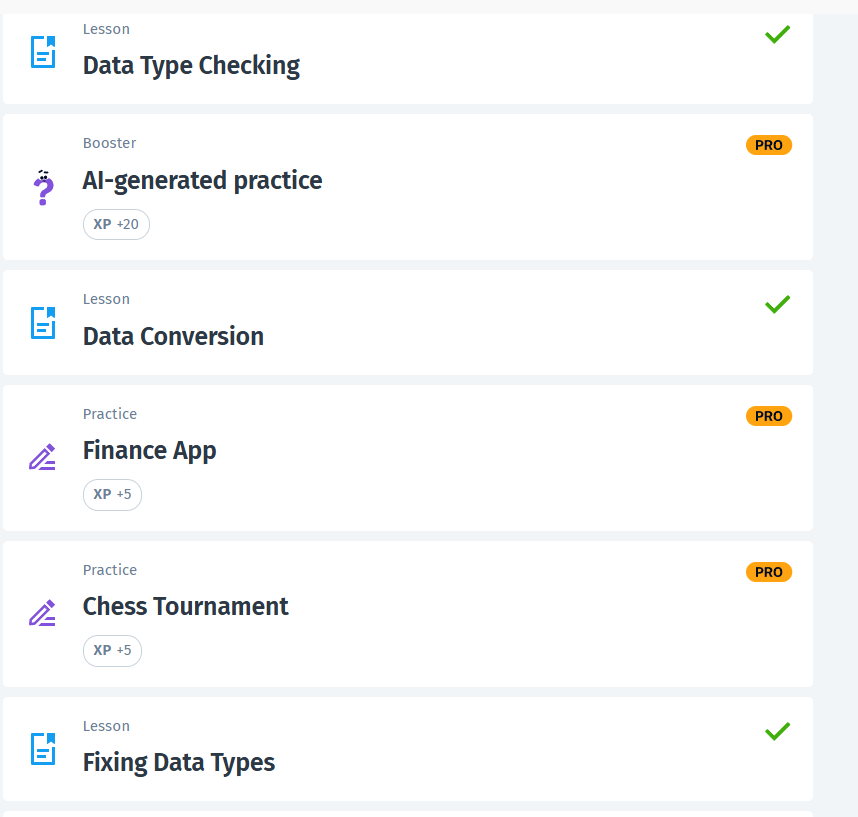 Lesson
Data Type Checking
Booster
PRO
AI-generated practice
XP +20
Lesson
Data Conversion
Practice
PRO
Finance App
XP +5
Practice
PRO
Chess Tournament
XP +5
Lesson
Fixing Data Types